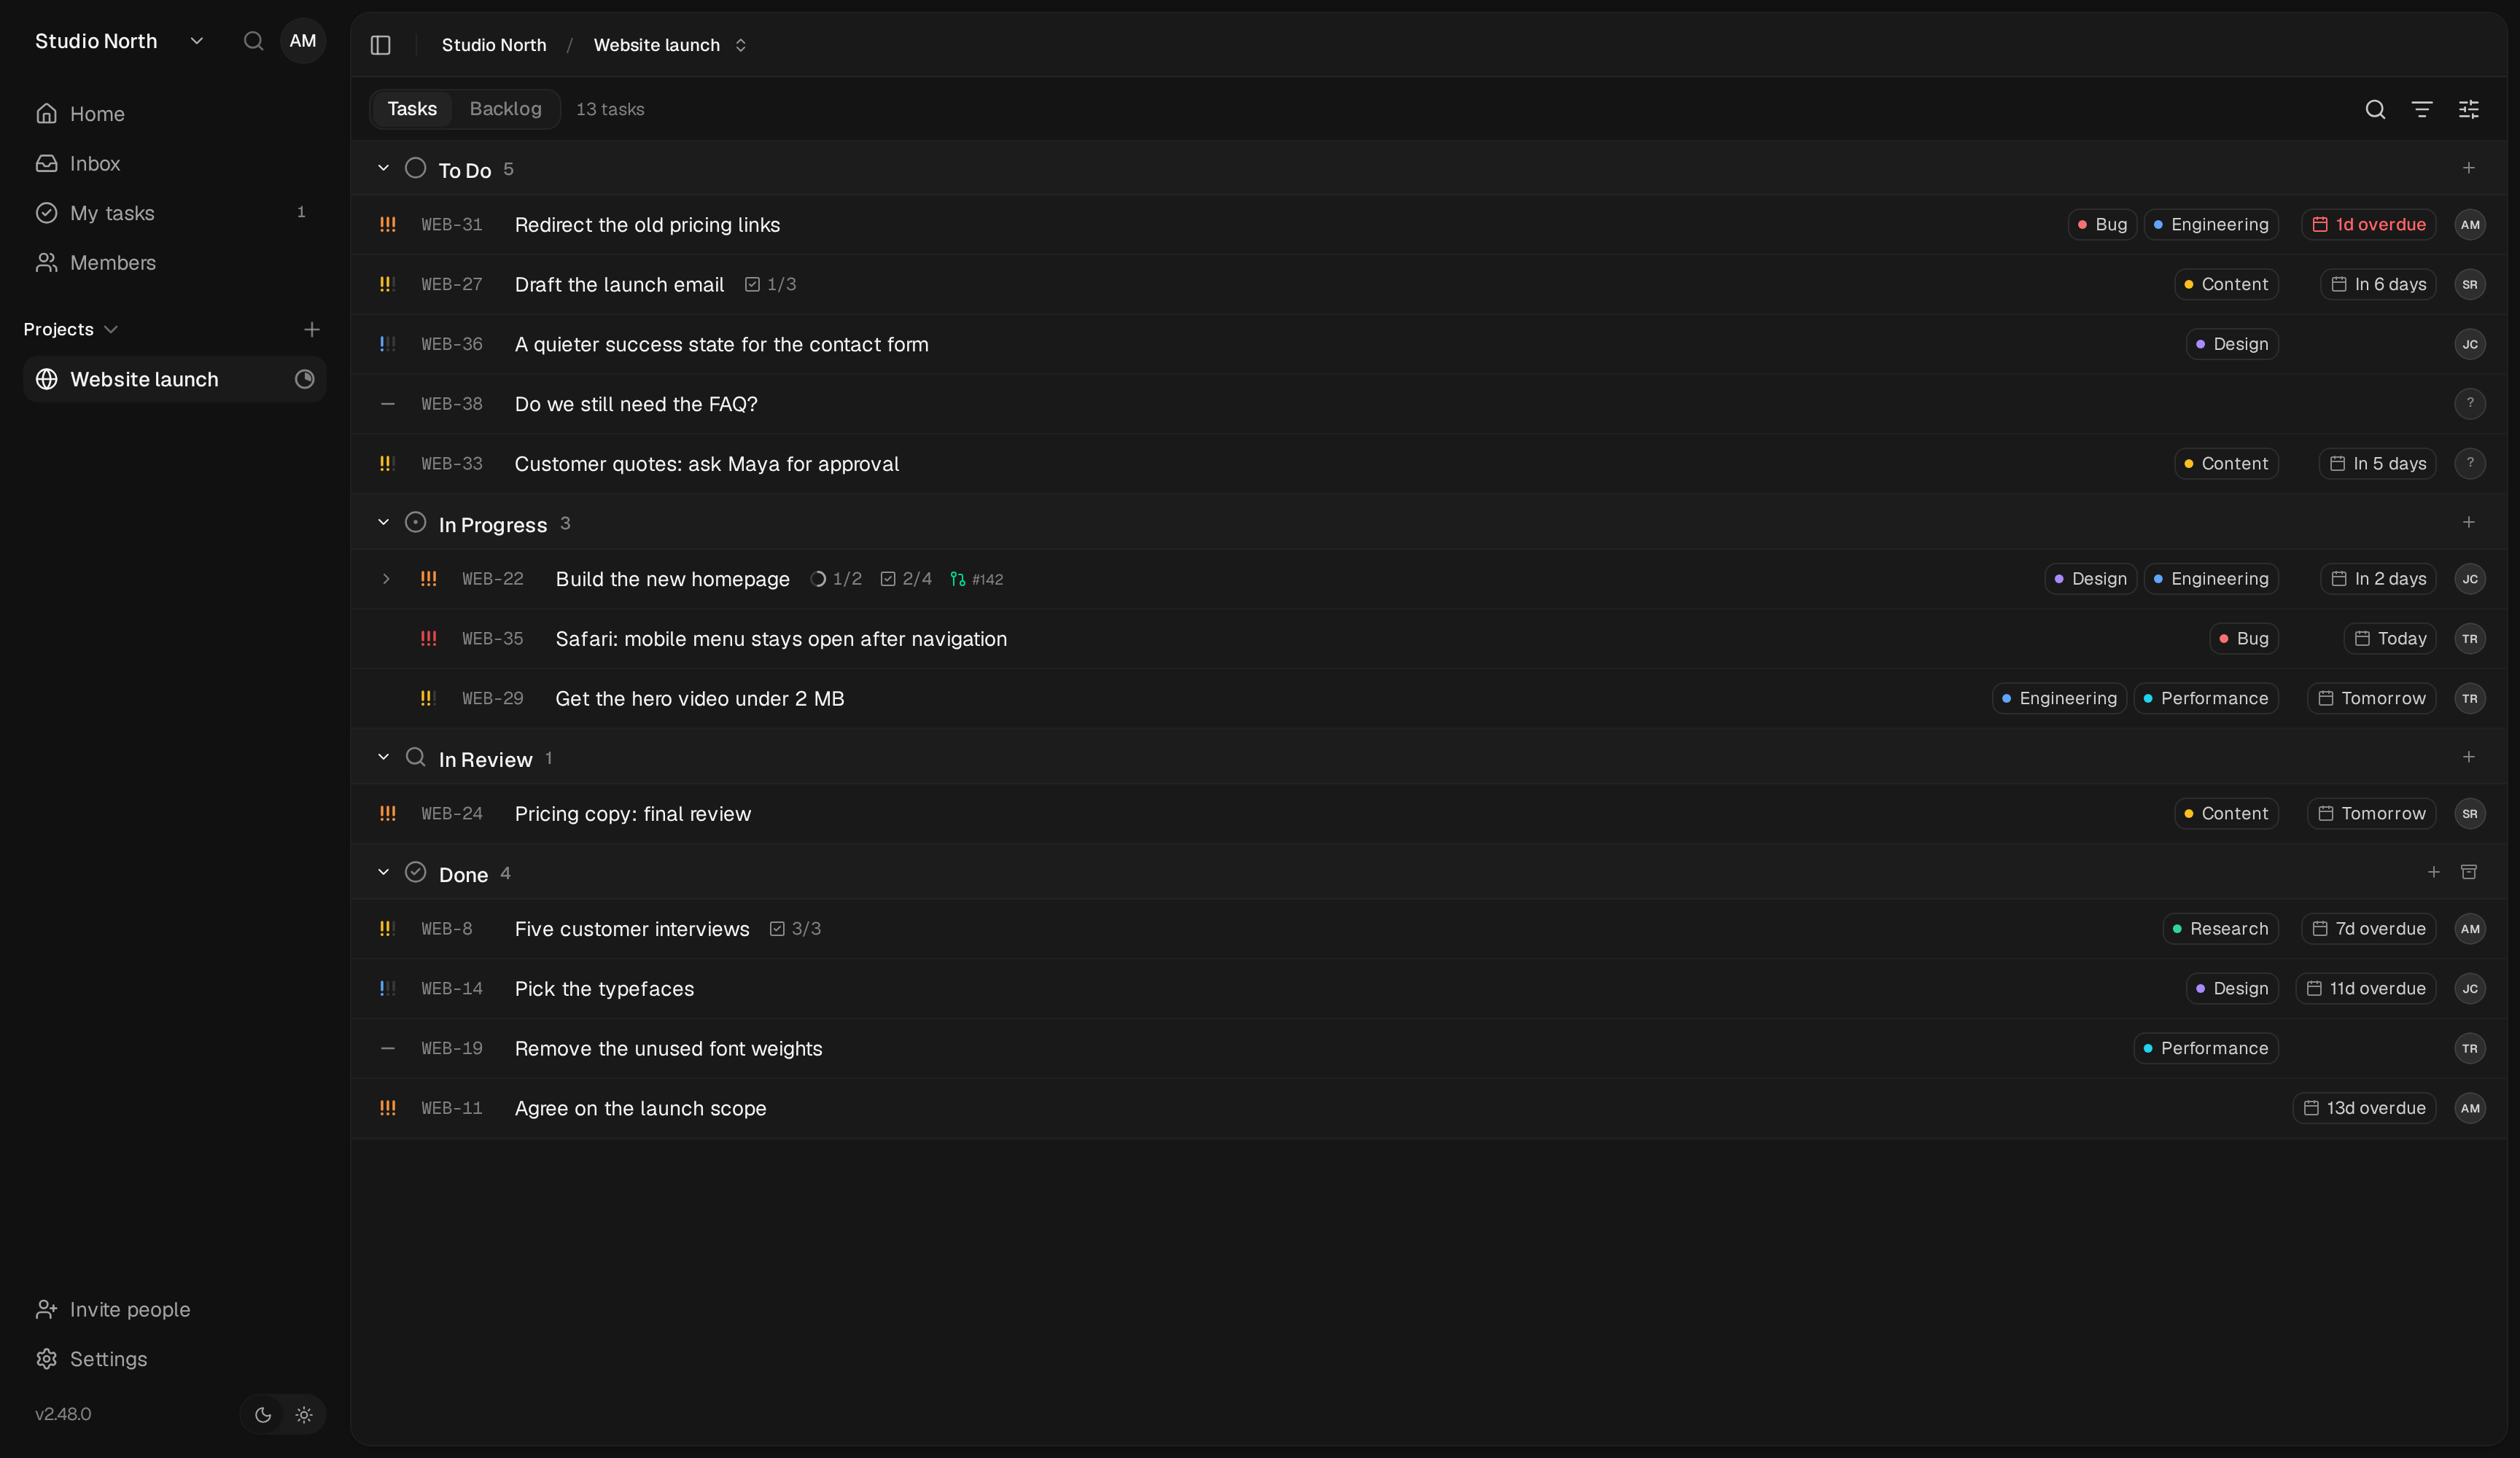 Studio North AM
Home
Inbox
My tasks 1
Members
Projects
Website launch
Invite people
Settings
v2.48.0
Studio North / Website launch
Tasks Backlog 13 tasks
To Do 5
WEB-31 Redirect the old pricing links Bug Engineering 1d overdue AM
WEB-27 Draft the launch email 1/3 Content In 6 days SR
WEB-36 A quieter success state for the contact form Design JC
WEB-38 Do we still need the FAQ? ?
WEB-33 Customer quotes: ask Maya for approval Content In 5 days ?
In Progress 3
WEB-22 Build the new homepage 1/2 2/4 #142 Design Engineering In 2 days JC
WEB-35 Safari: mobile menu stays open after navigation Bug Today TR
WEB-29 Get the hero video under 2 MB Engineering Performance Tomorrow TR
In Review 1
WEB-24 Pricing copy: final review Content Tomorrow SR
Done 4
WEB-8 Five customer interviews 3/3 Research 7d overdue AM
WEB-14 Pick the typefaces Design 11d overdue JC
WEB-19 Remove the unused font weights Performance TR
WEB-11 Agree on the launch scope 13d overdue AM